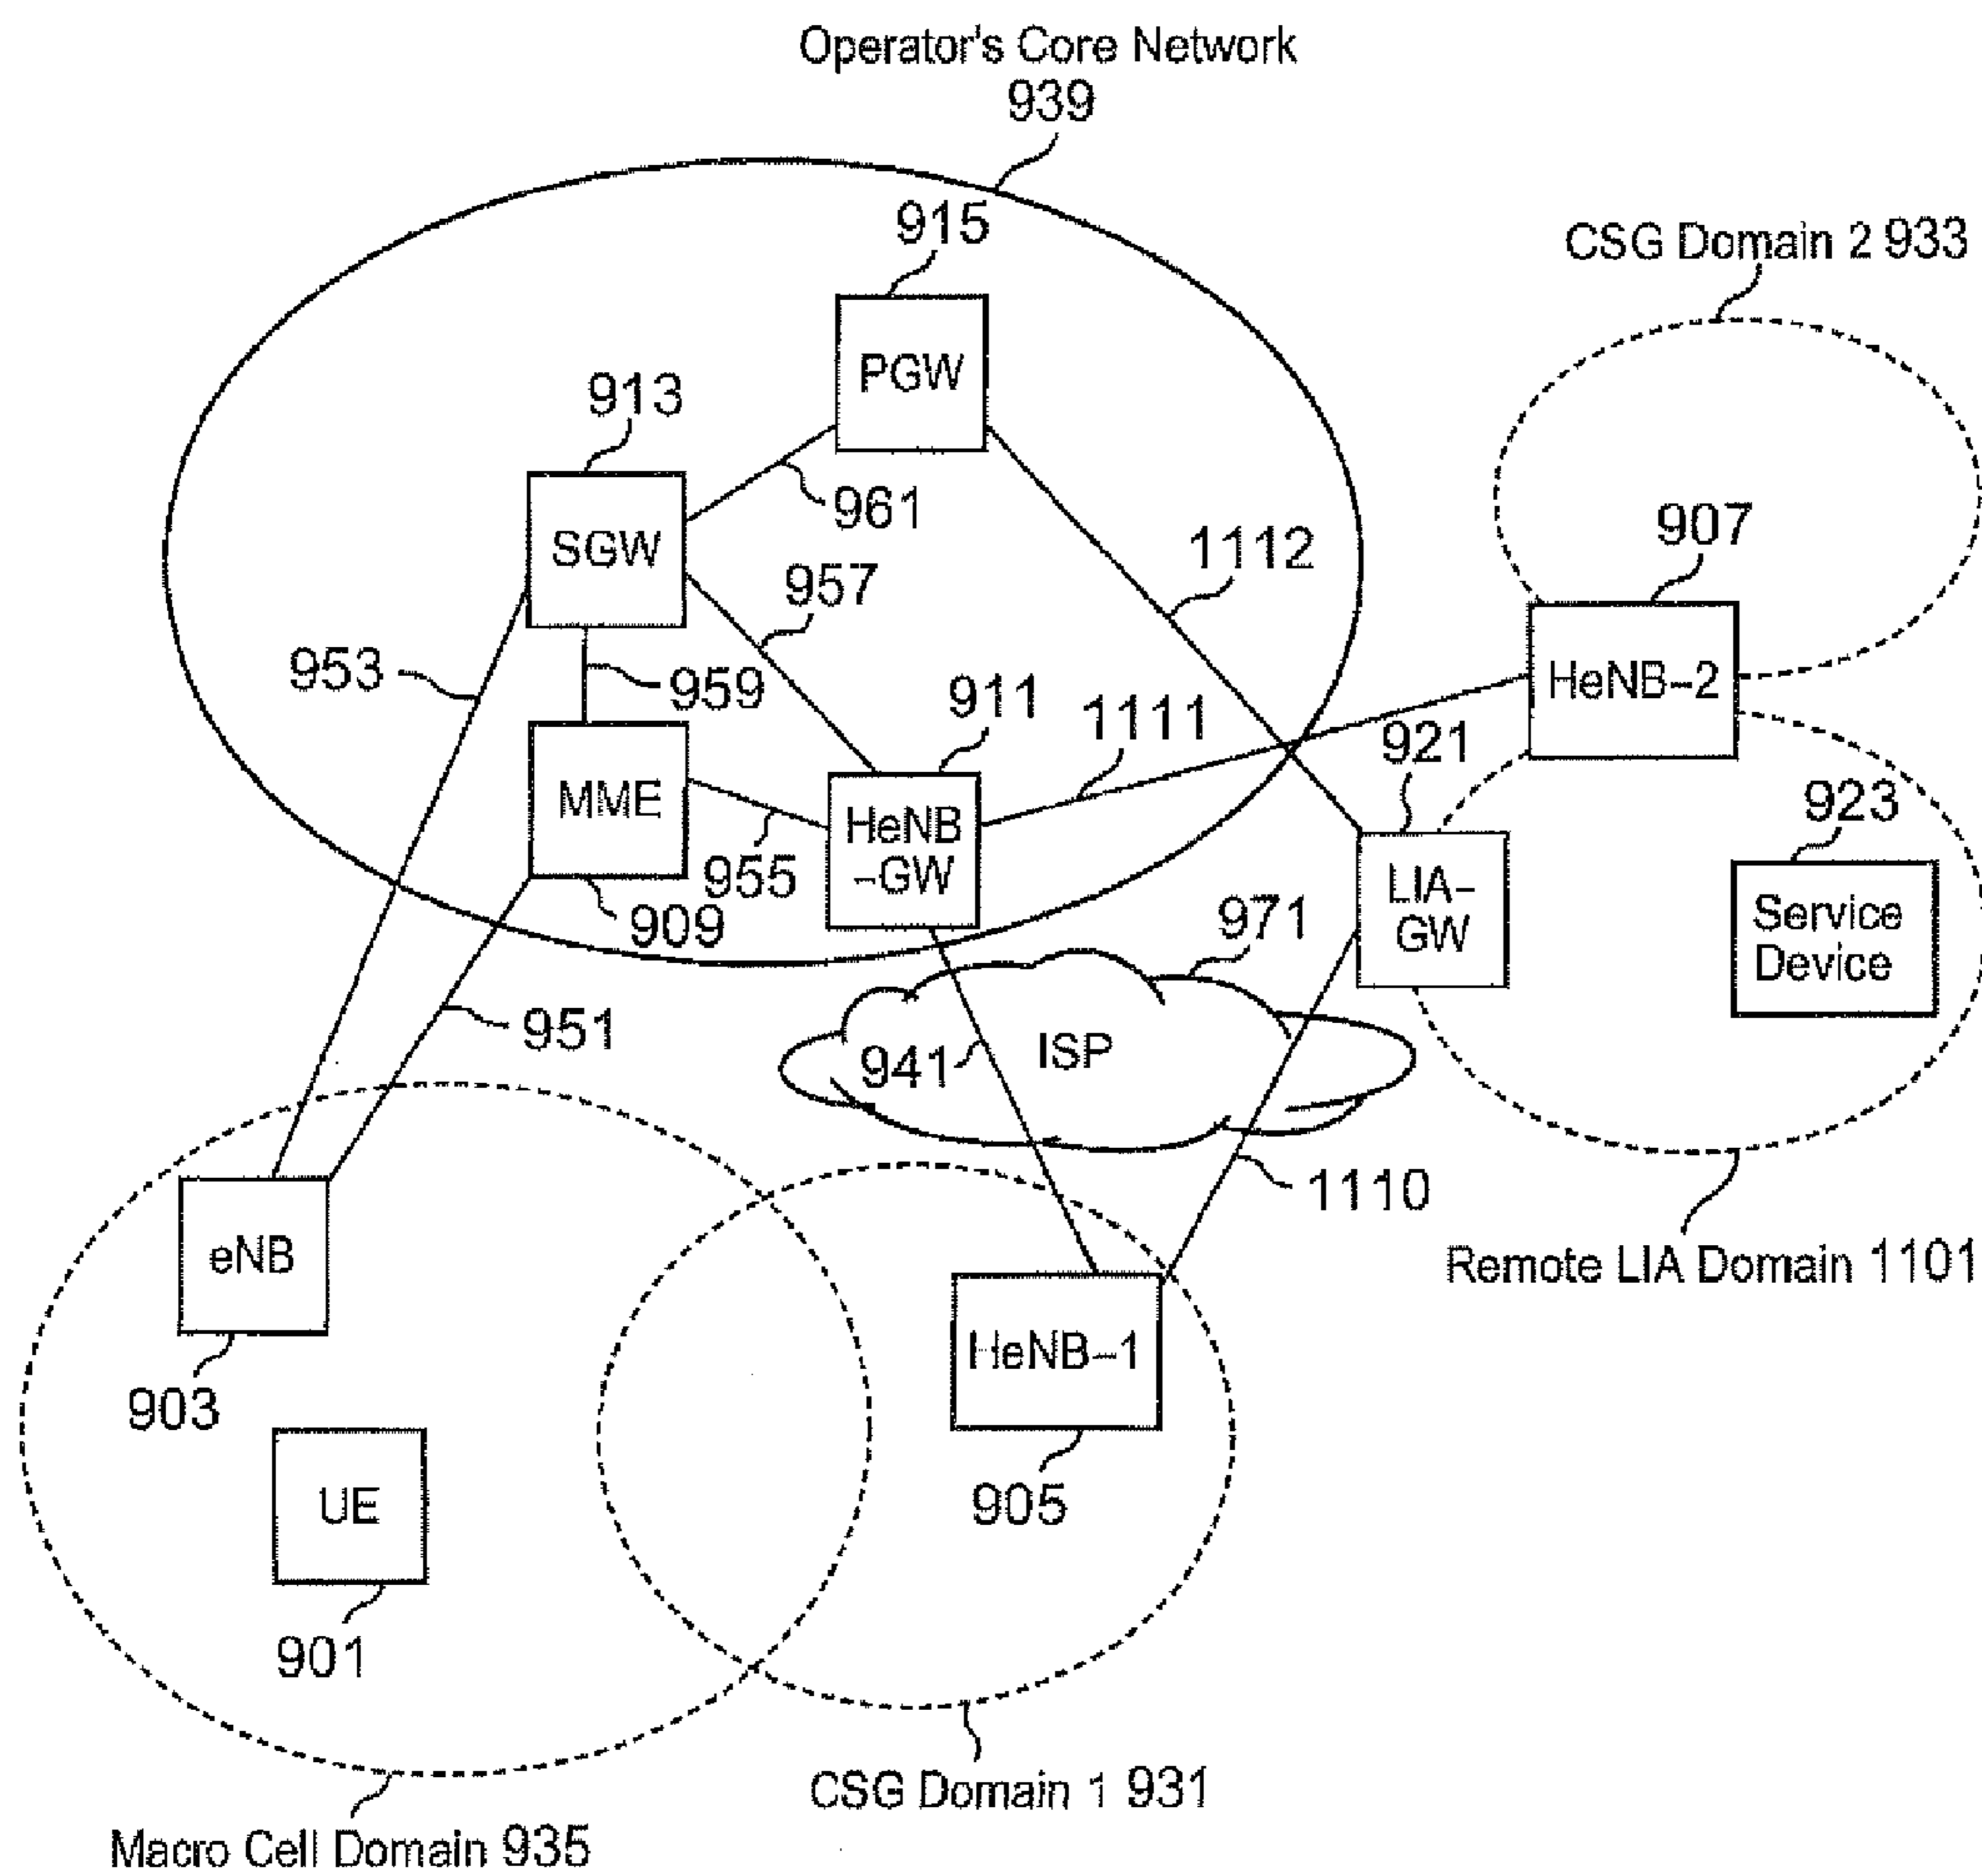 Operator's Core Network
939
915
CSG Domain 2 933
PGW
913
961
907
SGW
1112
957
HeNB-2
953
959
911
1111
921
MME
HeNB
-GW
923
955
LIA-
GW
971
909
Service
Device
951
941
ISP
1110
eNB
Remote LIA Domain 1101
HeNB-1
903
UE
905
901
CSG Domain 1 931
Macro Cell Domain 935